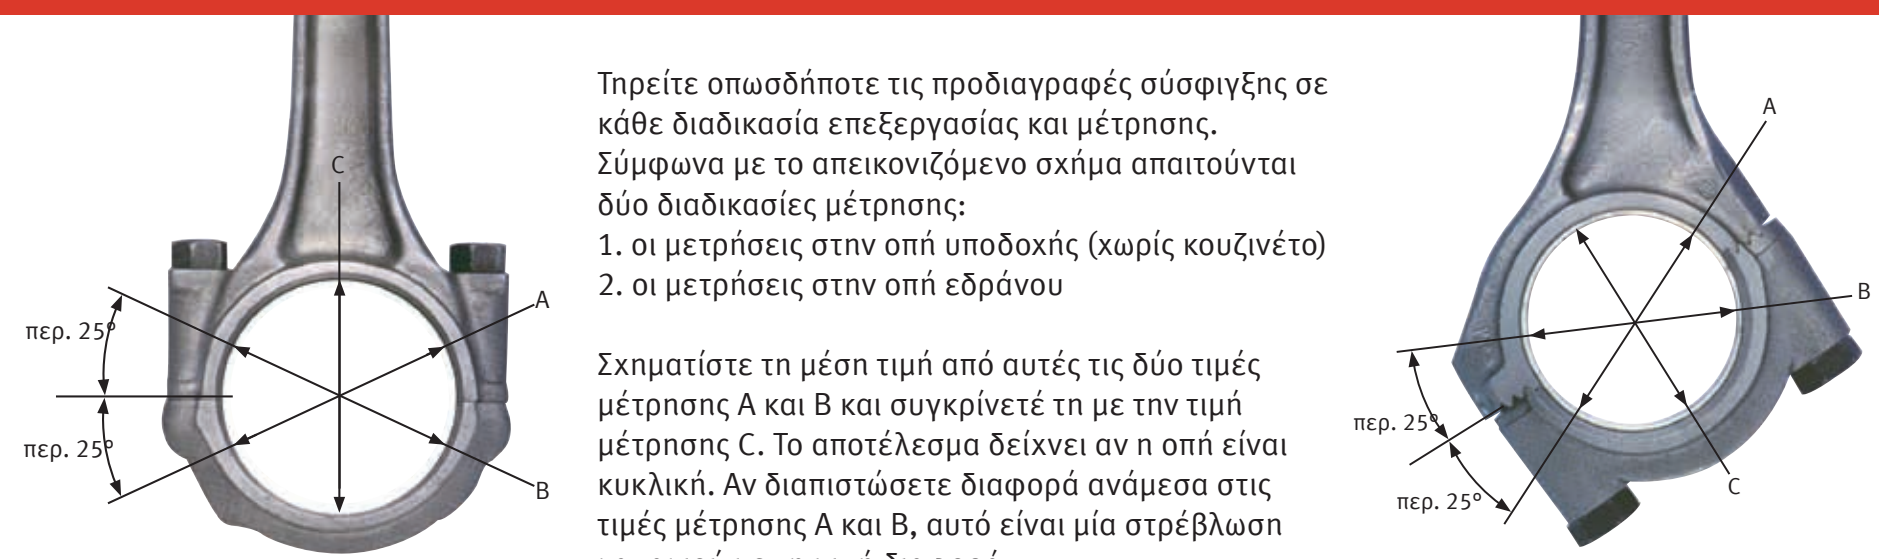 C
A
B
περ. 25°
περ. 25°
Τηρείτε οπωσδήποτε τις προδιαγραφές σύσφιγξης σε
κάθε διαδικασία επεξεργασίας και μέτρησης.
Σύμφωνα με το απεικονιζόμενο σχήμα απαιτούνται
δύο διαδικασίες μέτρησης:
1. οι μετρήσεις στην οπή υποδοχής (χωρίς κουζινέτο)
2. οι μετρήσεις στην οπή εδράνου
Σχηματίστε τη μέση τιμή από αυτές τις δύο τιμές
μέτρησης A και B και συγκρίνετέ τη με την τιμή
μέτρησης C. Το αποτέλεσμα δείχνει αν η οπή είναι
κυκλική. Αν διαπιστώσετε διαφορά ανάμεσα στις
τιμές μέτρησης A και B, αυτό είναι μία στρέβλωση
A
B
περ. 25°
περ. 25°
C